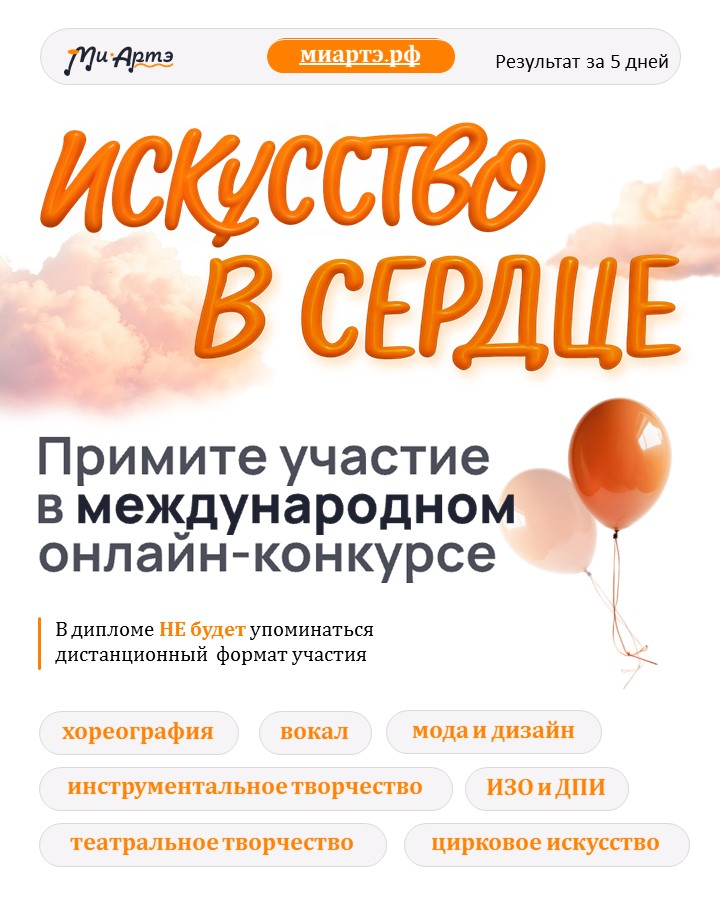 Ми·Артэ
миартэ.рф
Результат за 5 дней
ИСКУССТВО
В СЕРДЦЕ
Примите участие
в международном
онлайн-конкурсе
В дипломе НЕ будет упоминаться
дистанционный формат участия
хореография
вокал
мода и дизайн
инструментальное творчество
ИЗО и ДПИ
театральное творчество
цирковое искусство